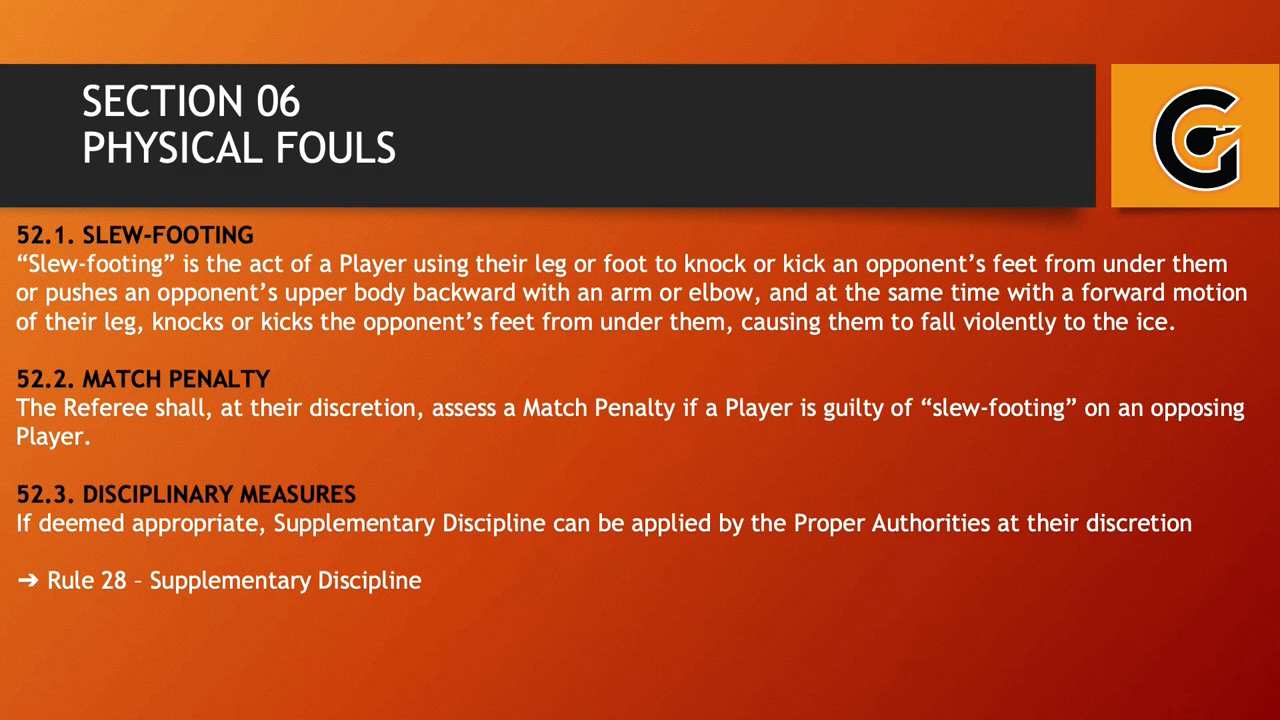 SECTION 06
PHYSICAL FOULS
G
52.1. SLEW-FOOTING
“Slew-footing” is the act of a Player using their leg or foot to knock or kick an opponent’s feet from under them
or pushes an opponent’s upper body backward with an arm or elbow, and at the same time with a forward motion
of their leg, knocks or kicks the opponent’s feet from under them, causing them to fall violently to the ice.
52.2. MATCH PENALTY
The Referee shall, at their discretion, assess a Match Penalty if a Player is guilty of “slew-footing” on an opposing
Player.
52.3. DISCIPLINARY MEASURES
If deemed appropriate, Supplementary Discipline can be applied by the Proper Authorities at their discretion
➔ Rule 28 – Supplementary Discipline